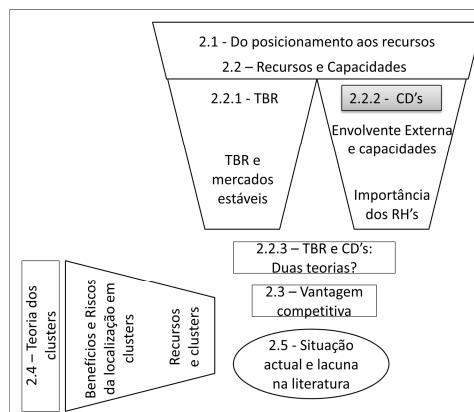 2.1 - Do posicionamento aos recursos
2.2 – Recursos e Capacidades
2.2.1 - TBR
TBR e
mercados
estáveis
2.2.2 - CD’s
Envolvente Externa
e capacidades
Importância
dos RH’s
2.2.3 – TBR e CD’s:
Duas teorias?
2.3 – Vantagem
competitiva
2.4 – Teoria dos
clusters
Benefícios e Riscos
da localização em
clusters
Recursos
e clusters
2.5 - Situação
actual e lacuna
na literatura